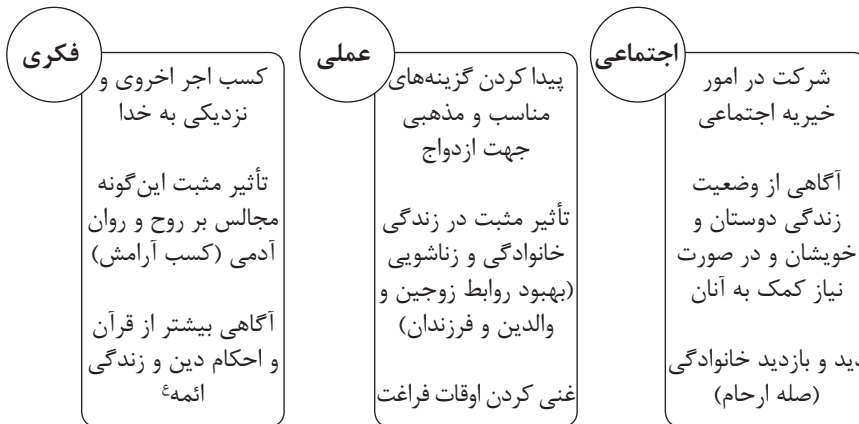 اجتماعی
شرکت در امور
خیریه اجتماعی
آگاهی از وضعیت
زندگی دوستان و
خویشان و در صورت
نیاز کمک به آنان
دید و بازدید خانوادگی
(صله ارحام)
عملی
پیدا کردن گزینه‌های
مناسب و مذهبی
جهت ازدواج
تأثیر مثبت در زندگی
خانوادگی و زناشویی
(بهبود روابط زوجین و
والدین و فرزندان)
غنی کردن اوقات فراغت
فکری
کسب اجر اخروی و
نزدیکی به خدا
تأثیر مثبت این‌گونه
مجالس بر روح و روان
آدمی (کسب آرامش)
آگاهی بیشتر از قرآن
و احکام دین و زندگی
ائمه ع